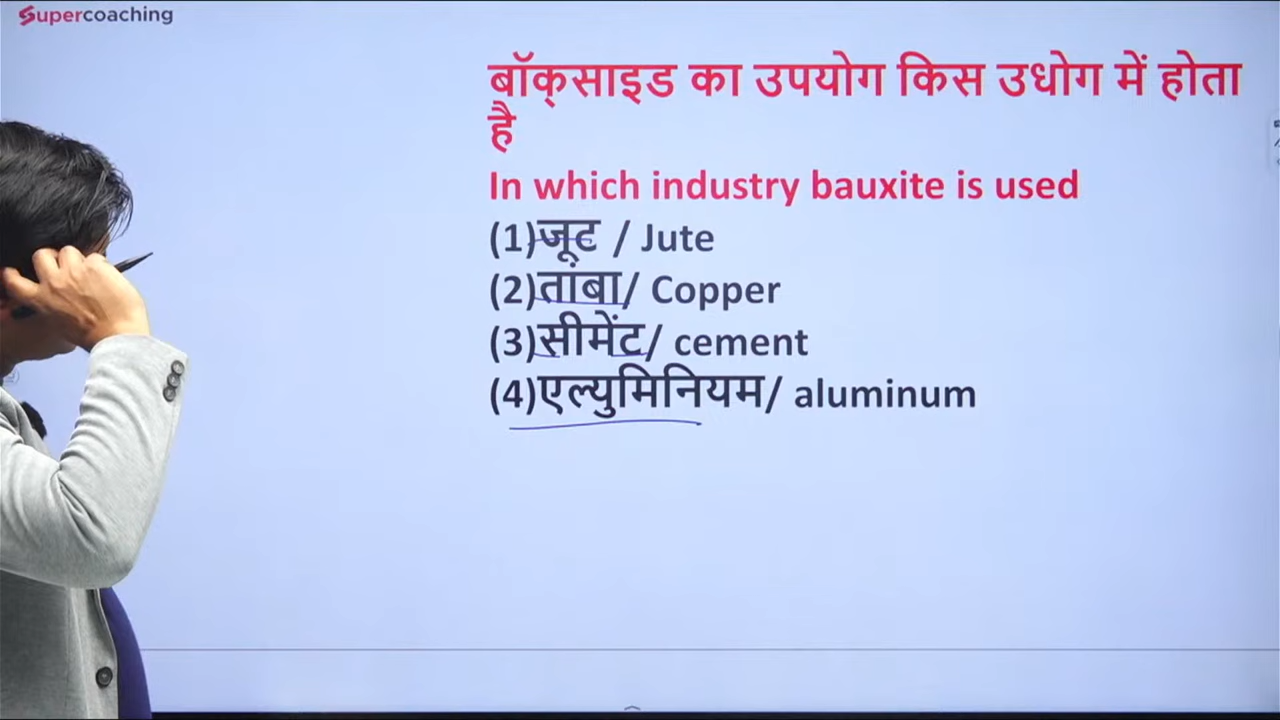 Supercoaching
बॉक्साइड का उपयोग किस उधोग में होता
है
In which industry bauxite is used
(1)जूट / Jute
(2)तांबा/ Copper
(3)सीमेंट/ cement
(4)एल्युमिनियम/ aluminum